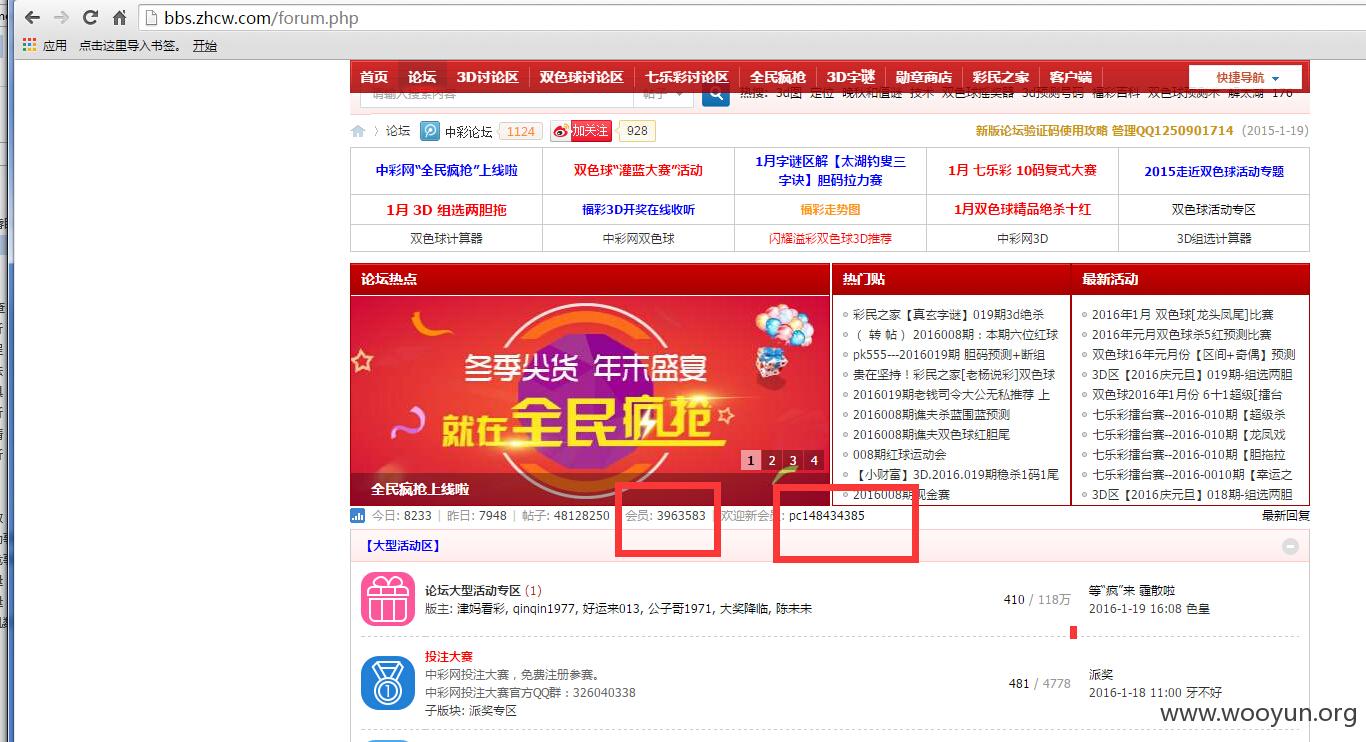 bbs.zhcw.com/forum.php
应用 点击这里导入书签。 开始
首页 论坛 3D讨论区 双色球讨论区 七乐彩讨论区 全民疯抢 3D字谜 勋章商店 彩民之家 客户端 快捷导航
请输入搜索内容 帖子 热搜: 3d图 定位 晚秋和值谜 技术 双色球摇奖器 3d预测号码 福彩百科 双色球预测术 解太湖 176
论坛 中彩论坛 1124 加关注 928 新版论坛验证码使用攻略 管理QQ1250901714 (2015-1-19)
中彩网“全民疯抢”上线啦 双色球“灌蓝大赛”活动 1月字谜区解【太湖钓叟三字诀】胆码拉力赛 1月 七乐彩 10码复式大赛 2015走近双色球活动专题
1月 3D 组选两胆拖 福彩3D开奖在线收听 福彩走势图 1月双色球精品绝杀十红 双色球活动专区
双色球计算器 中彩网双色球 闪耀溢彩双色球3D推荐 中彩网3D 3D组选计算器
论坛热点
冬季尖货 年末盛宴
就在全民疯抢
1 2 3 4
全民疯抢上线啦
热门贴
彩民之家【真玄字谜】019期3d绝杀
( 转 帖 ) 2016008期：本期六位红球
pk555---2016019期 胆码预测+断组
贵在坚持！彩民之家[老杨说彩]双色球
2016019期老钱司令大公无私推荐 上
2016008期谯夫杀蓝围蓝预测
2016008期谯夫双色球红胆尾
008期红球运动会
【小财富】3D.2016.019期稳杀1码1尾
2016008期现金赛
最新活动
2016年1月 双色球[龙头凤尾]比赛
2016年元月双色球杀5红预测比赛
双色球16年元月份【区间+奇偶】预测
3D区【2016庆元旦】019期-组选两胆
双色球2016年1月份 6十1超级[擂台
七乐彩擂台赛--2016-010期【超级杀
七乐彩擂台赛--2016-010期【龙凤戏
七乐彩擂台赛--2016-010期【胆拖拉
七乐彩擂台赛--2016-0010期【幸运之
3D区【2016庆元旦】018期-组选两胆
今日: 8233 | 昨日: 7948 | 帖子: 48128250 | 会员: 3963583 | 欢迎新会员: pc148434385 最新回复
【大型活动区】
论坛大型活动专区 (1)
版主: 津妈看彩, qinqin1977, 好运来013, 公子哥1971, 大奖降临, 陈末末
410 / 118万
等“疯”来 霾散啦
2016-1-19 16:08 色皇
投注大赛
中彩网投注大赛，免费注册参赛。
中彩网投注大赛官方QQ群：326040338
子版块: 派奖专区
481 / 4778
派奖
2016-1-18 11:00 牙不好
www.wooyun.org